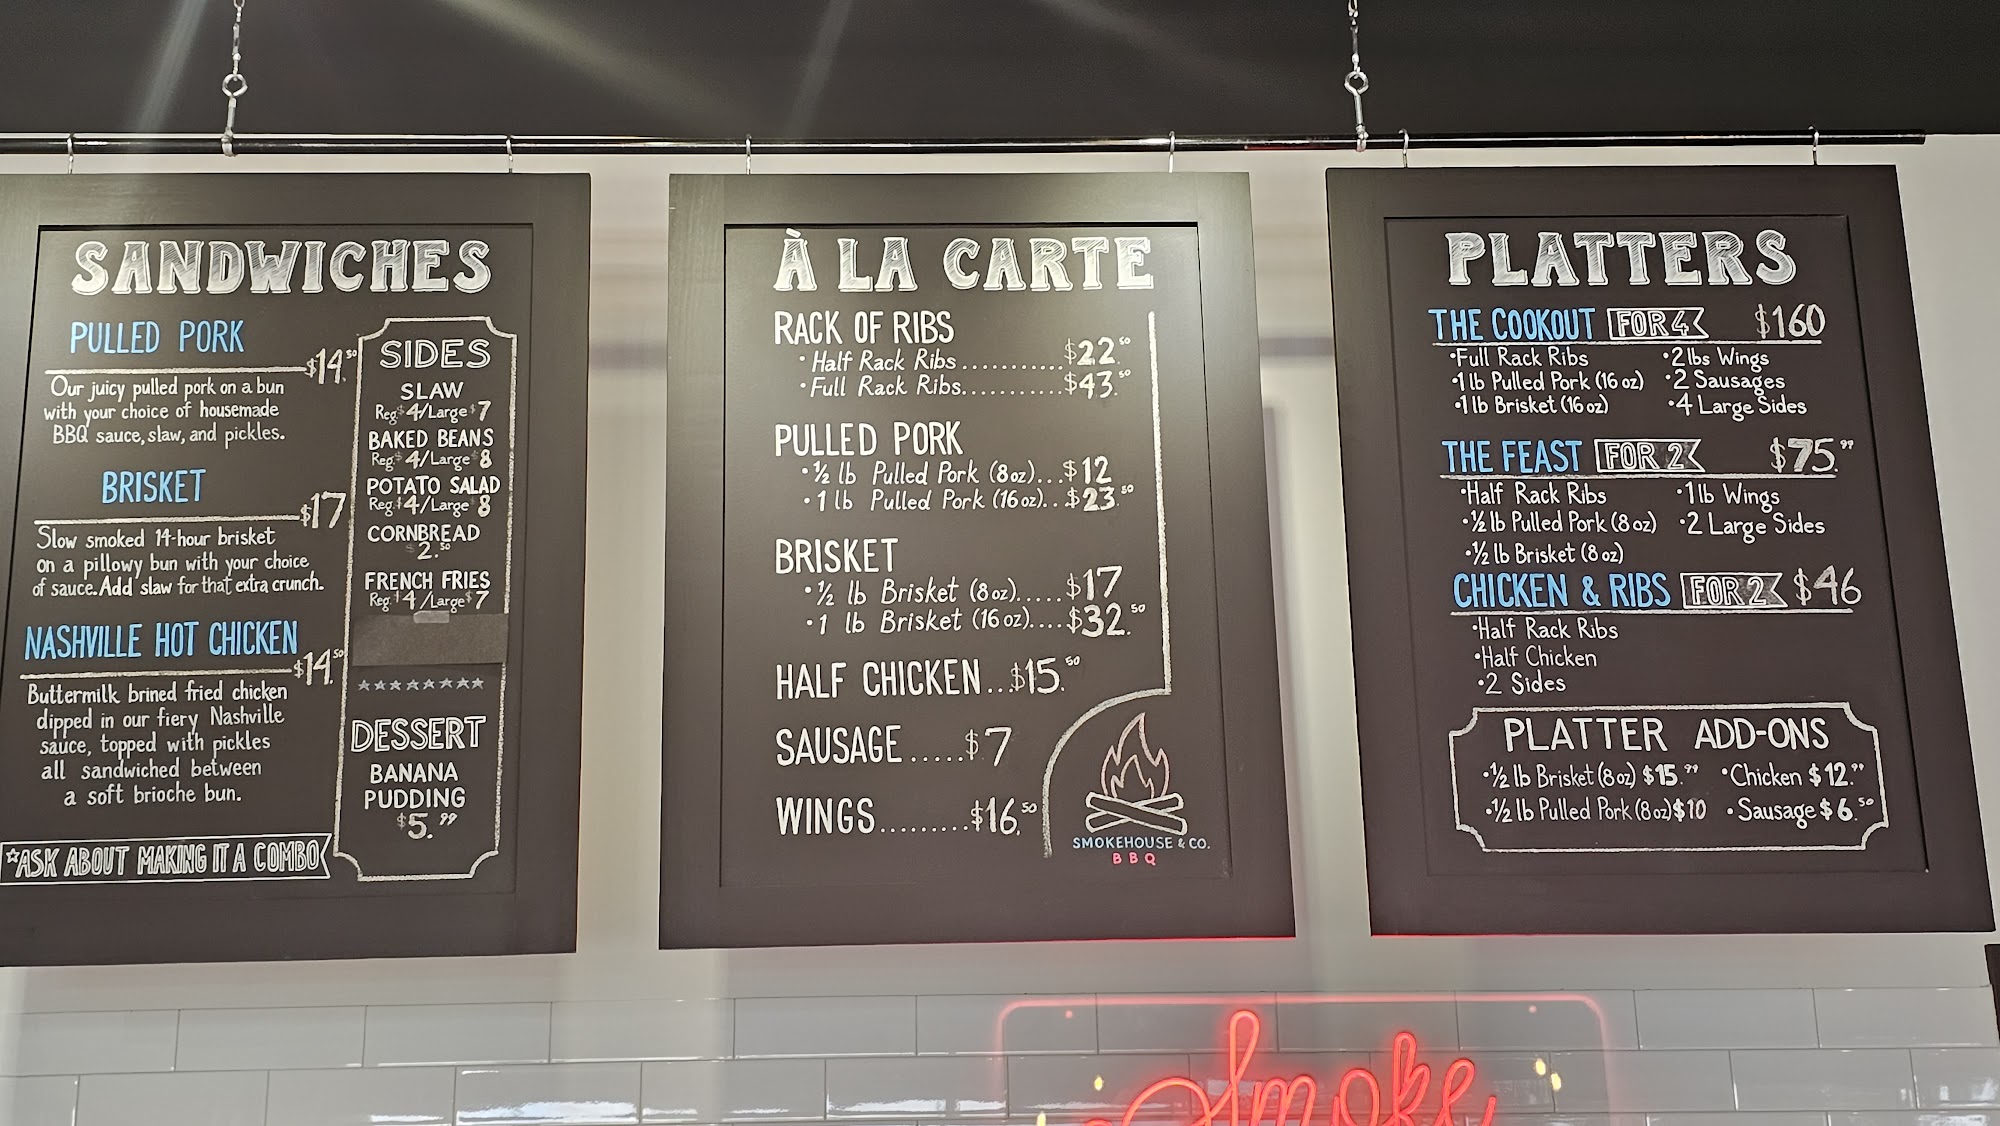 SANDWICHES
PULLED PORK
$14.50
Our juicy pulled pork on a bun
with your choice of housemade
BBQ sauce, slaw, and pickles.
BRISKET
$17
Slow smoked 14-hour brisket
on a pillowy bun with your choice
of sauce. Add slaw for that extra crunch.
NASHVILLE HOT CHICKEN
$14.50
Buttermilk brined fried chicken
dipped in our fiery Nashville
sauce, topped with pickles
all sandwiched between
a soft brioche bun.
*ASK ABOUT MAKING IT A COMBO
SIDES
SLAW
Reg $4/Large $7
BAKED BEANS
Reg. $4/Large $8
POTATO SALAD
Reg. $4/Large $8
CORNBREAD
$2.50
FRENCH FRIES
Reg $4/Large $7
DESSERT
BANANA
PUDDING
$5.99
À LA CARTE
RACK OF RIBS
• Half Rack Ribs...........$22.50
• Full Rack Ribs...........$43.50
PULLED PORK
• ½ lb Pulled Pork (8oz)...$12
• 1 lb Pulled Pork (16oz)...$23.50
BRISKET
• ½ lb Brisket (8oz).....$17
• 1 lb Brisket (16oz)....$32.50
HALF CHICKEN...$15.50
SAUSAGE.....$7
WINGS.........$16.50
SMOKEHOUSE & CO.
BBQ
PLATTERS
THE COOKOUT FOR 4 $160
• Full Rack Ribs
• 1 lb Pulled Pork (16 oz)
• 1 lb Brisket (16 oz)
• 2 lbs Wings
• 2 Sausages
• 4 Large Sides
THE FEAST FOR 2 $75.99
• Half Rack Ribs
• ½ lb Pulled Pork (8 oz)
• ½ lb Brisket (8 oz)
• 1 lb Wings
• 2 Large Sides
CHICKEN & RIBS FOR 2 $46
• Half Rack Ribs
• Half Chicken
• 2 Sides
PLATTER ADD-ONS
• ½ lb Brisket (8oz) $15.99 • Chicken $12.99
• ½ lb Pulled Pork (8oz) $10 • Sausage $6.50
Smoke